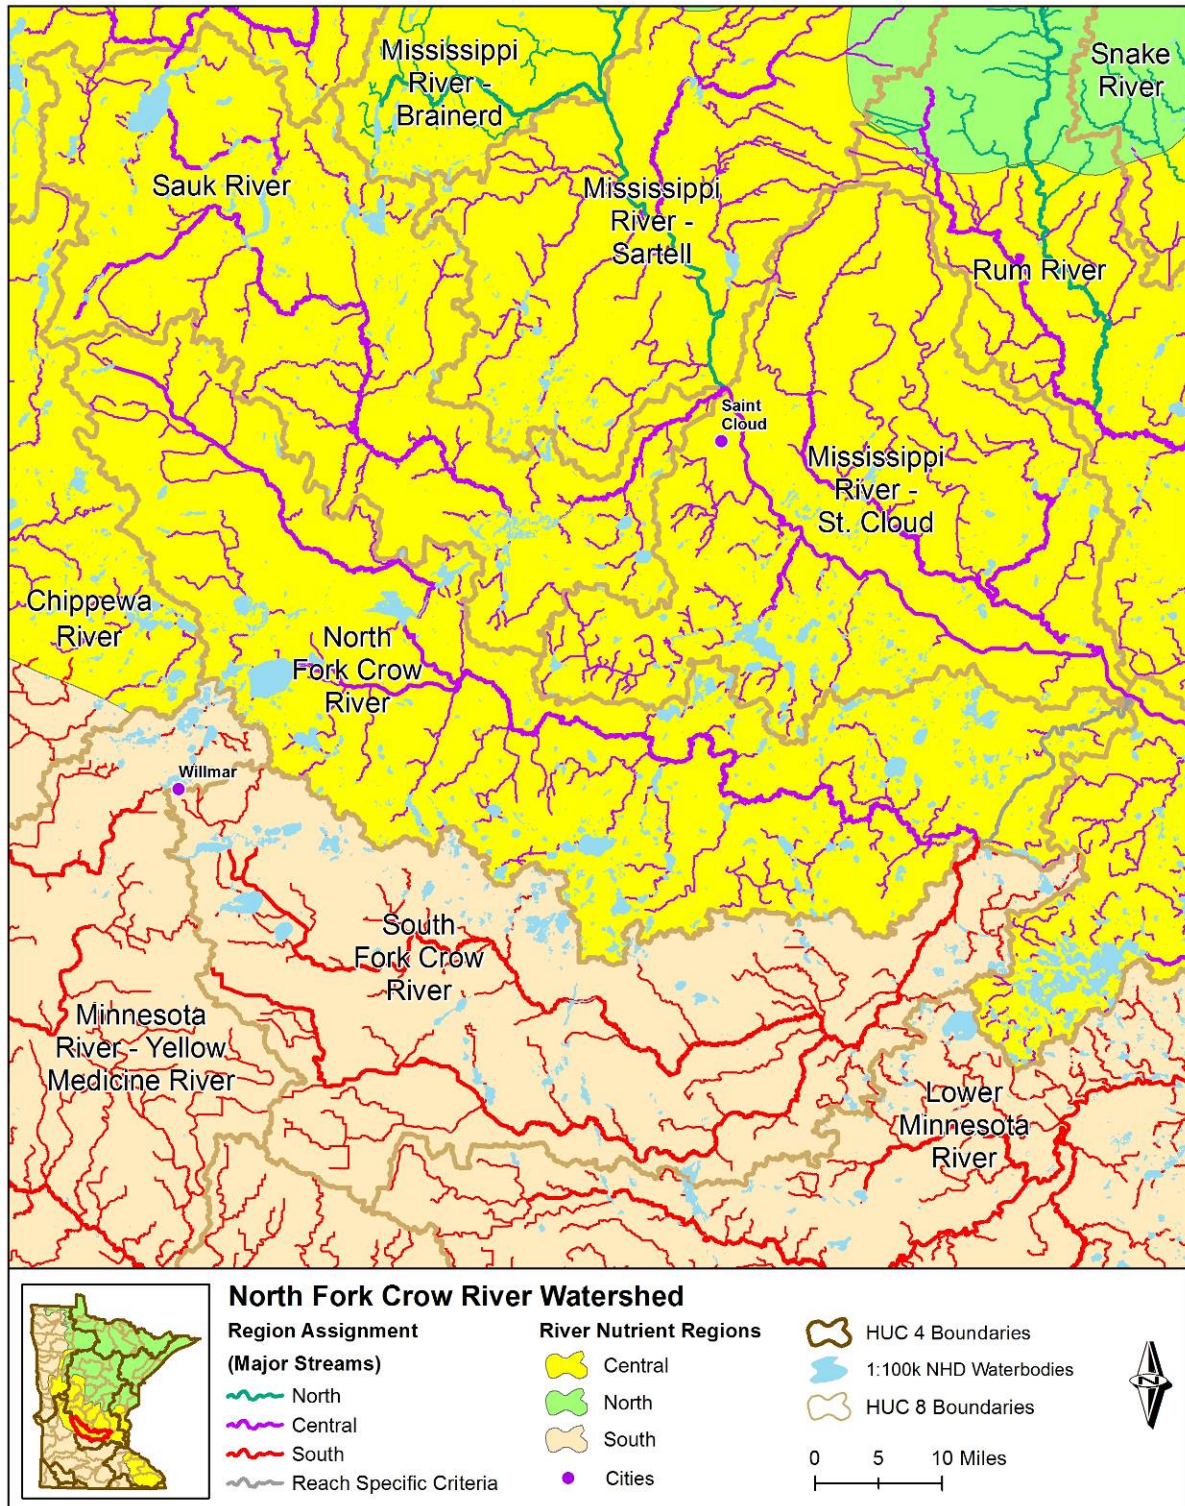 Mississippi
River -
Brainerd
Snake
River
Sauk River
Mississippi
River -
Sartell
Rum River
Saint
Cloud
Mississippi
River -
St. Cloud
Chippewa
River
North
Fork Crow
River
Willmar
South
Fork Crow
River
Minnesota
River - Yellow
Medicine River
Lower
Minnesota
River
North Fork Crow River Watershed
Region Assignment
(Major Streams)
North
Central
South
Reach Specific Criteria
River Nutrient Regions
Central
North
South
Cities
HUC 4 Boundaries
1:100k NHD Waterbodies
HUC 8 Boundaries
0 5 10 Miles
N